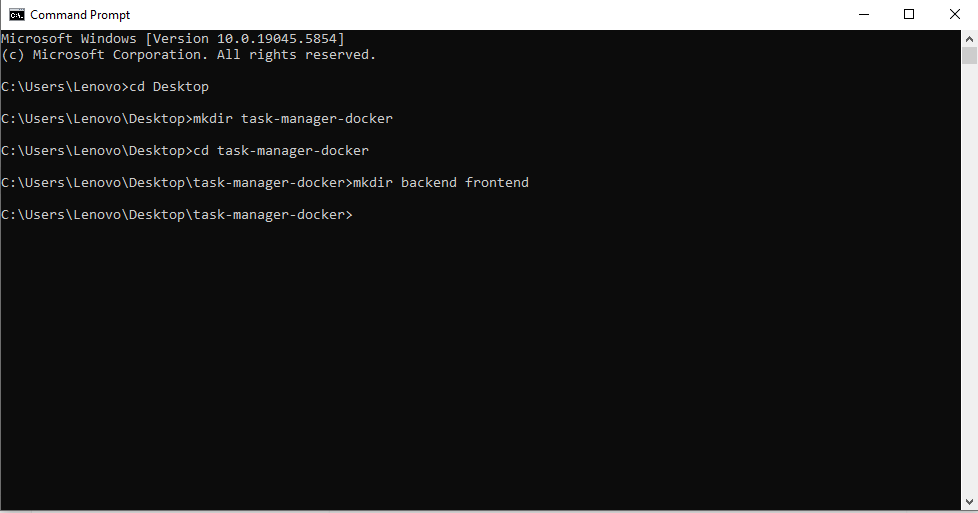 Command Prompt
Microsoft Windows [Version 10.0.19045.5854]
(c) Microsoft Corporation. All rights reserved.
C:\Users\Lenovo>cd Desktop
C:\Users\Lenovo\Desktop>mkdir task-manager-docker
C:\Users\Lenovo\Desktop>cd task-manager-docker
C:\Users\Lenovo\Desktop\task-manager-docker>mkdir backend frontend
C:\Users\Lenovo\Desktop\task-manager-docker>